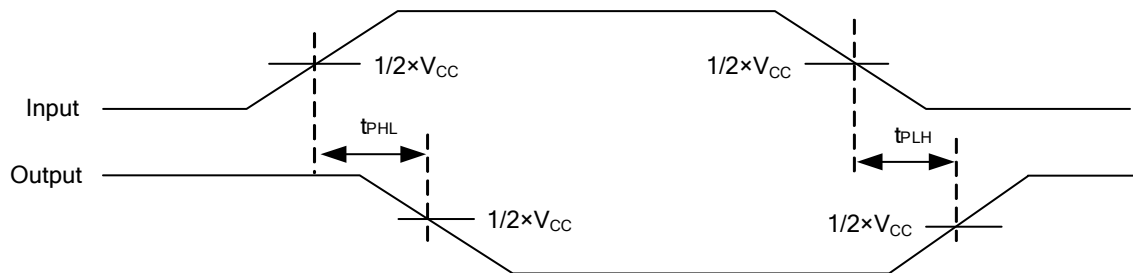 1/2×VCC
1/2×VCC
Input
tPHL
tPLH
Output
1/2×VCC
1/2×VCC